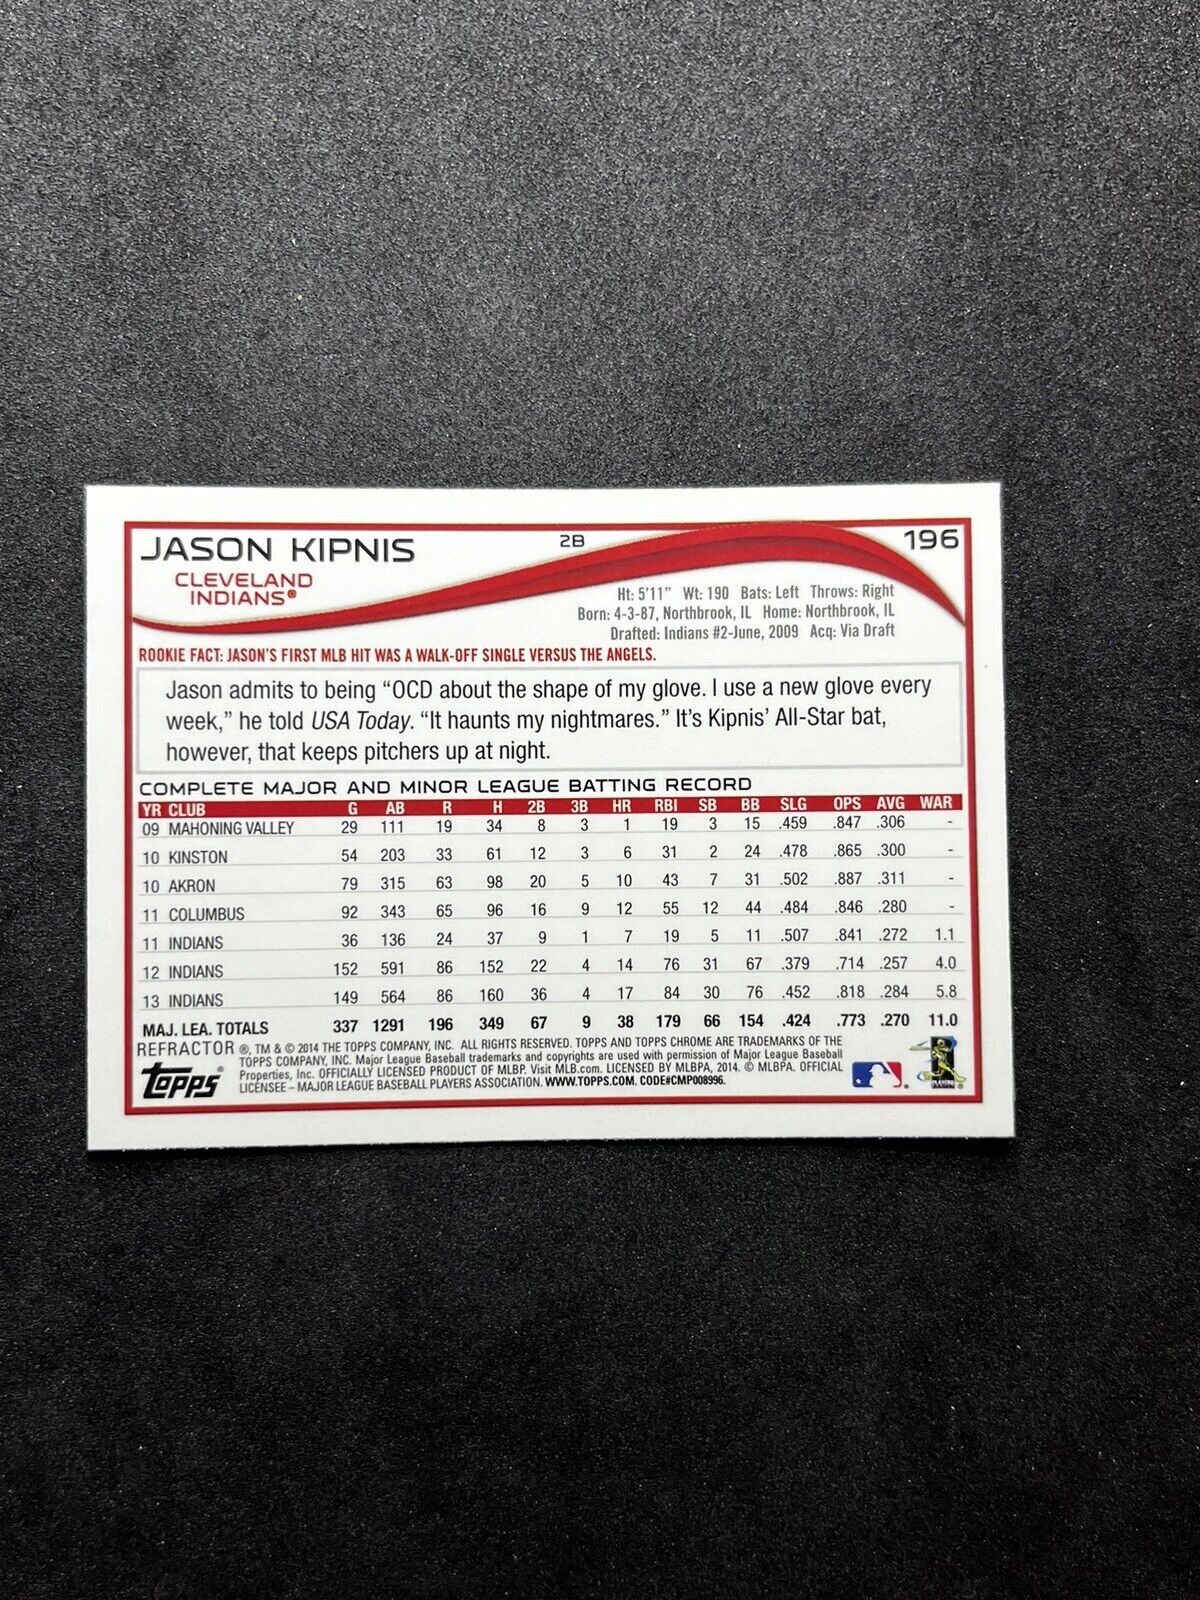 JASON KIPNIS 2B 196
CLEVELAND
INDIANS®
Ht: 5'11" Wt: 190 Bats: Left Throws: Right
Born: 4-3-87, Northbrook, IL Home: Northbrook, IL
Drafted: Indians #2-June, 2009 Acq: Via Draft
ROOKIE FACT: JASON'S FIRST MLB HIT WAS A WALK-OFF SINGLE VERSUS THE ANGELS.
Jason admits to being “OCD about the shape of my glove. I use a new glove every
week,” he told USA Today. “It haunts my nightmares.” It's Kipnis' All-Star bat,
however, that keeps pitchers up at night.
COMPLETE MAJOR AND MINOR LEAGUE BATTING RECORD
YR CLUB G AB R H 2B 3B HR RBI SB BB SLG OPS AVG WAR
09 MAHONING VALLEY 29 111 19 34 8 3 1 19 3 15 .459 .847 .306 -
10 KINSTON 54 203 33 61 12 3 6 31 2 24 .478 .865 .300 -
10 AKRON 79 315 63 98 20 5 10 43 7 31 .502 .887 .311 -
11 COLUMBUS 92 343 65 96 16 9 12 55 12 44 .484 .846 .280 -
11 INDIANS 36 136 24 37 9 1 7 19 5 11 .507 .841 .272 1.1
12 INDIANS 152 591 86 152 22 4 14 76 31 67 .379 .714 .257 4.0
13 INDIANS 149 564 86 160 36 4 17 84 30 76 .452 .818 .284 5.8
MAJ. LEA. TOTALS 337 1291 196 349 67 9 38 179 66 154 .424 .773 .270 11.0
REFRACTOR ®, TM & © 2014 THE TOPPS COMPANY, INC. ALL RIGHTS RESERVED. TOPPS AND TOPPS CHROME ARE TRADEMARKS OF THE
TOPPS COMPANY, INC. Major League Baseball trademarks and copyrights are used with permission of Major League Baseball
Properties, Inc. OFFICIALLY LICENSED PRODUCT OF MLBP. Visit MLB.com. LICENSED BY MLBPA, 2014. © MLBPA. OFFICIAL
LICENSEE – MAJOR LEAGUE BASEBALL PLAYERS ASSOCIATION. WWW.TOPPS.COM. CODE#CMP008996.
TOPPS®